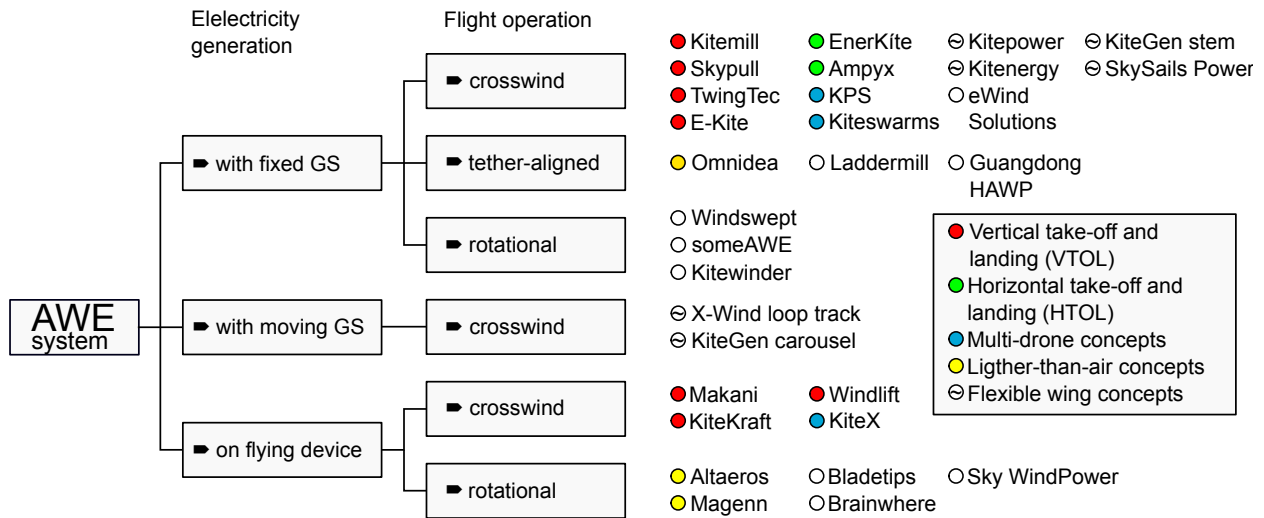 Elelectricity
generation
Flight operation
crosswind
Kitemill
EnerKíte
Kitepower
KiteGen stem
Skypull
Ampyx
Kitenergy
SkySails Power
TwingTec
KPS
eWind
Solutions
E-Kite
Kiteswarms
with fixed GS
tether-aligned
Omnidea
Laddermill
Guangdong
HAWP
rotational
Windswept
someAWE
Kitewinder
AWE
system
with moving GS
crosswind
X-Wind loop track
KiteGen carousel
Vertical take-off and
landing (VTOL)
Horizontal take-off and
landing (HTOL)
Multi-drone concepts
Ligther-than-air concepts
Flexible wing concepts
on flying device
crosswind
Makani
Windlift
KiteKraft
KiteX
rotational
Altaeros
Bladetips
Sky WindPower
Magenn
Brainwhere